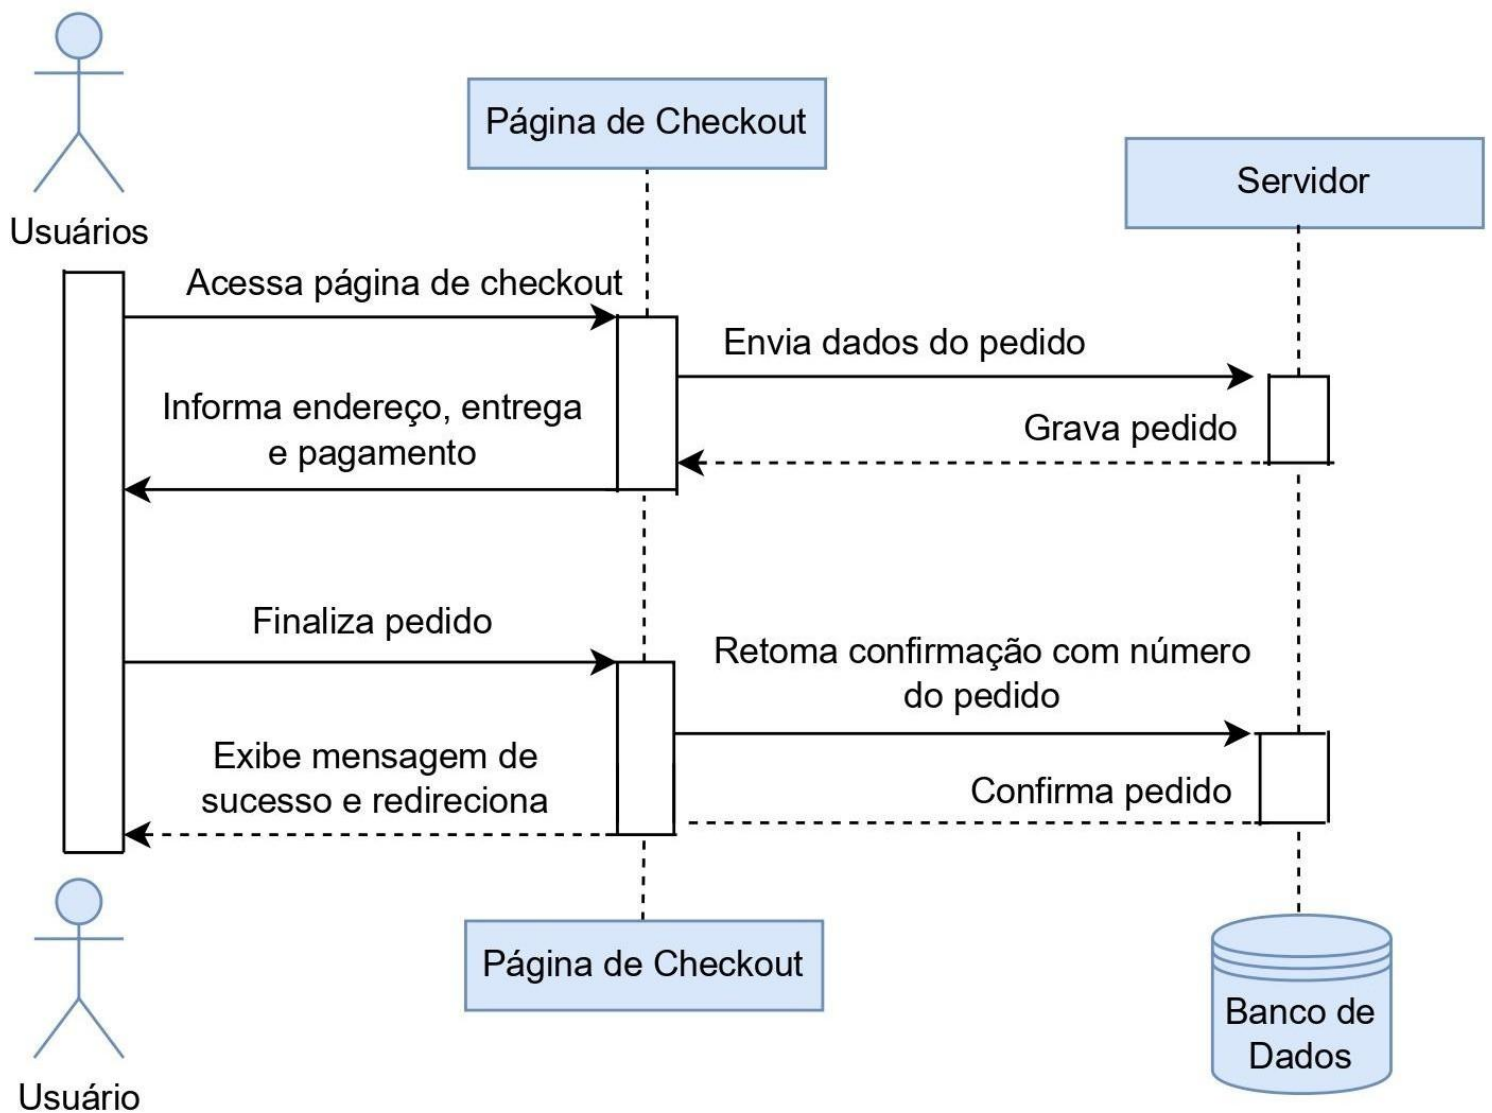 Página de Checkout
Servidor
Usuários
Acessa página de checkout
Envia dados do pedido
Informa endereço, entrega
e pagamento
Grava pedido
Finaliza pedido
Retoma confirmação com número
do pedido
Exibe mensagem de
sucesso e redireciona
Confirma pedido
Página de Checkout
Banco de
Dados
Usuário